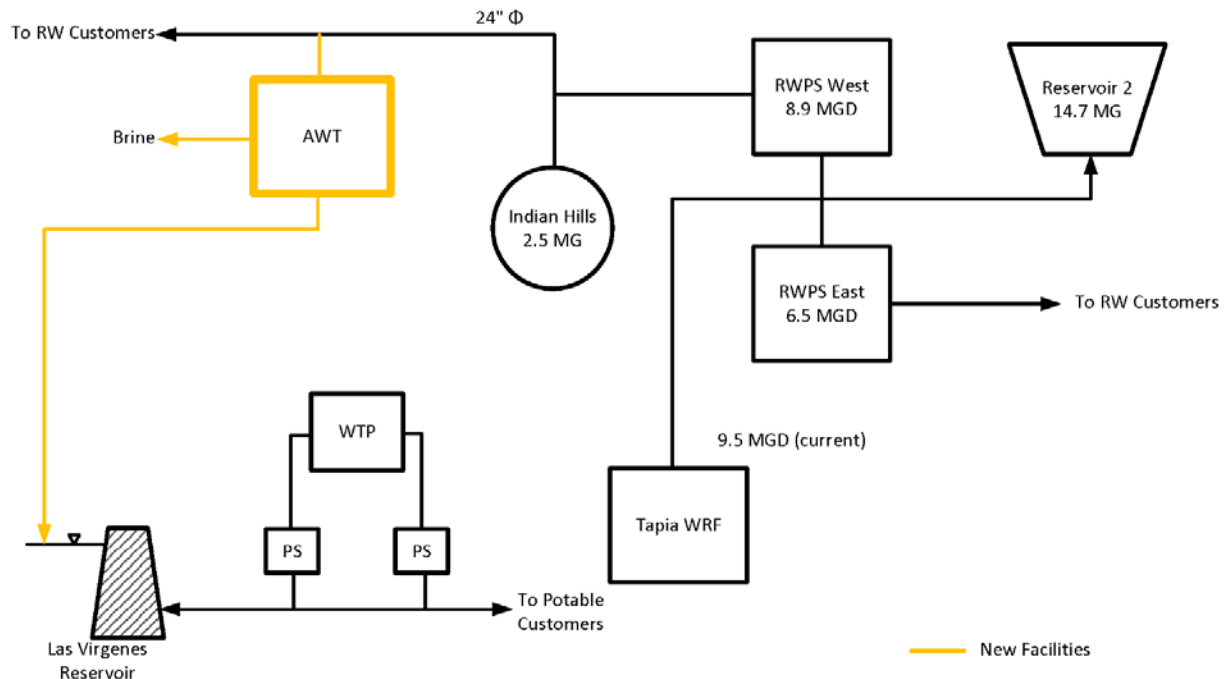 24" Φ
To RW Customers
RWPS West
8.9 MGD
Reservoir 2
14.7 MG
AWT
Brine
Indian Hills
2.5 MG
RWPS East
6.5 MGD
To RW Customers
WTP
9.5 MGD (current)
Tapia WRF
PS
PS
To Potable
Customers
Las Virgenes
Reservoir
New Facilities